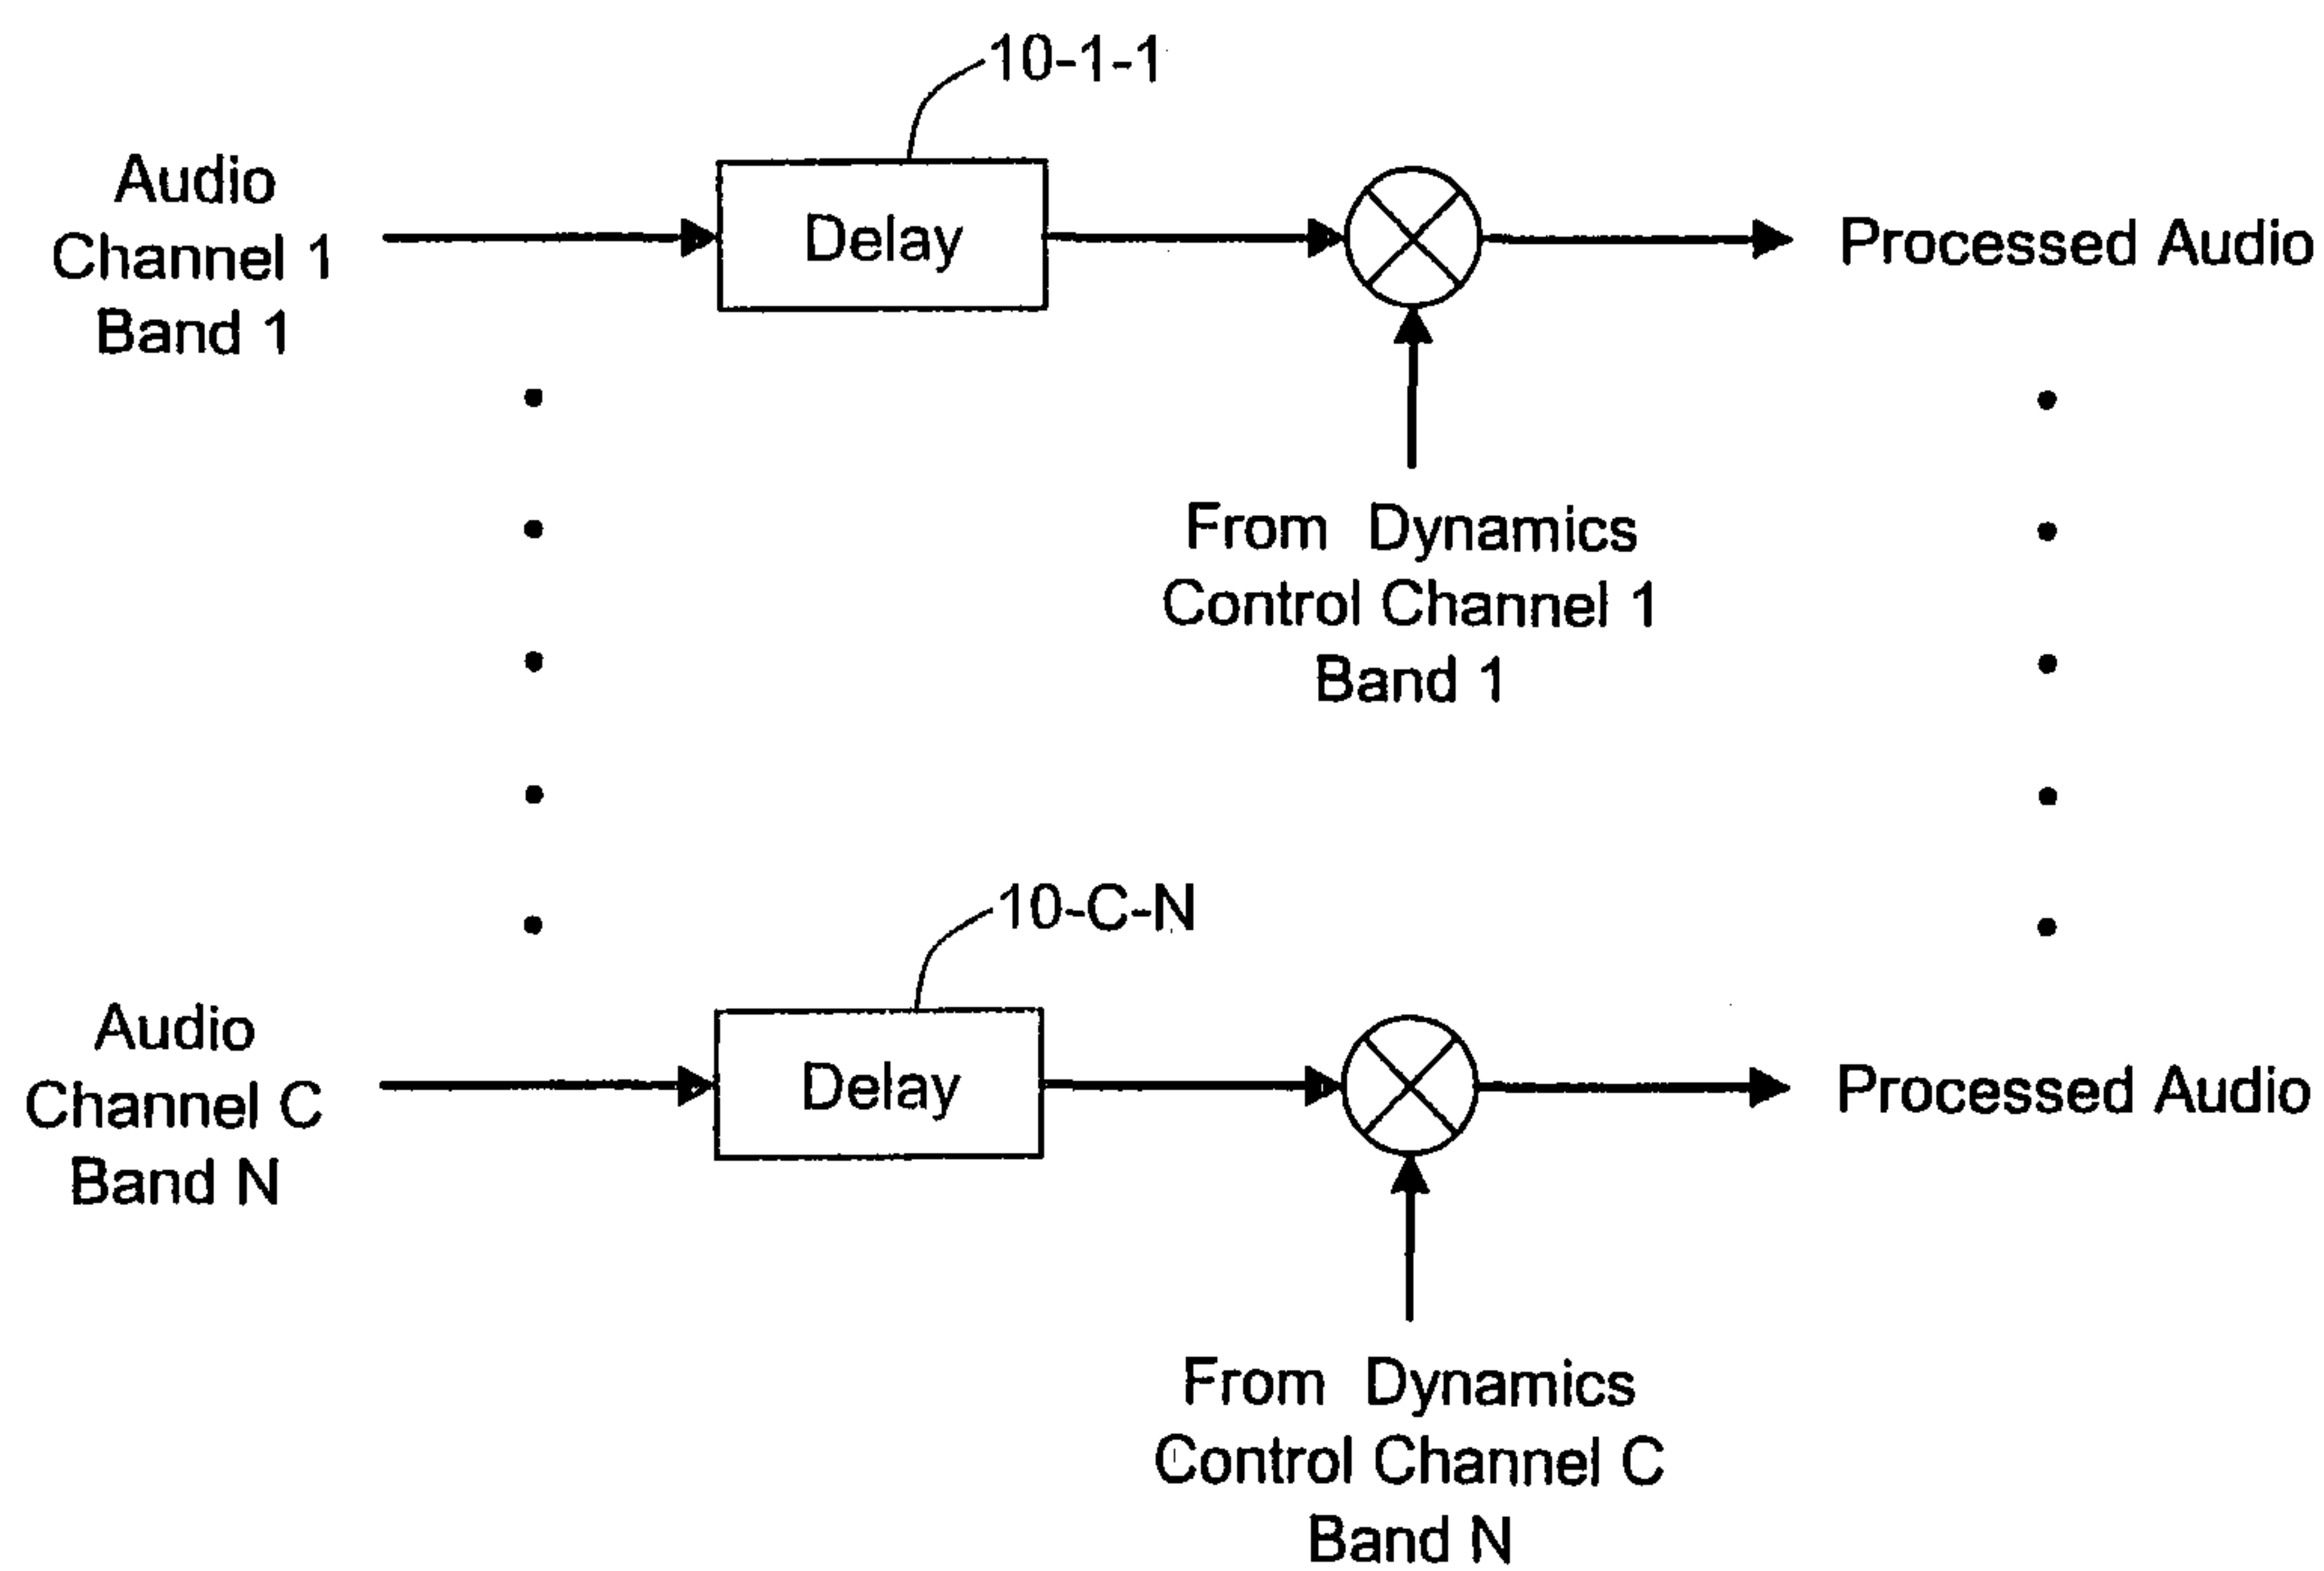 10-1-1
Audio
Channel 1
Band 1
Delay
Processed Audio
From Dynamics
Control Channel 1
Band 1
10-C-N
Audio
Channel C
Band N
Delay
Processed Audio
From Dynamics
Control Channel C
Band N